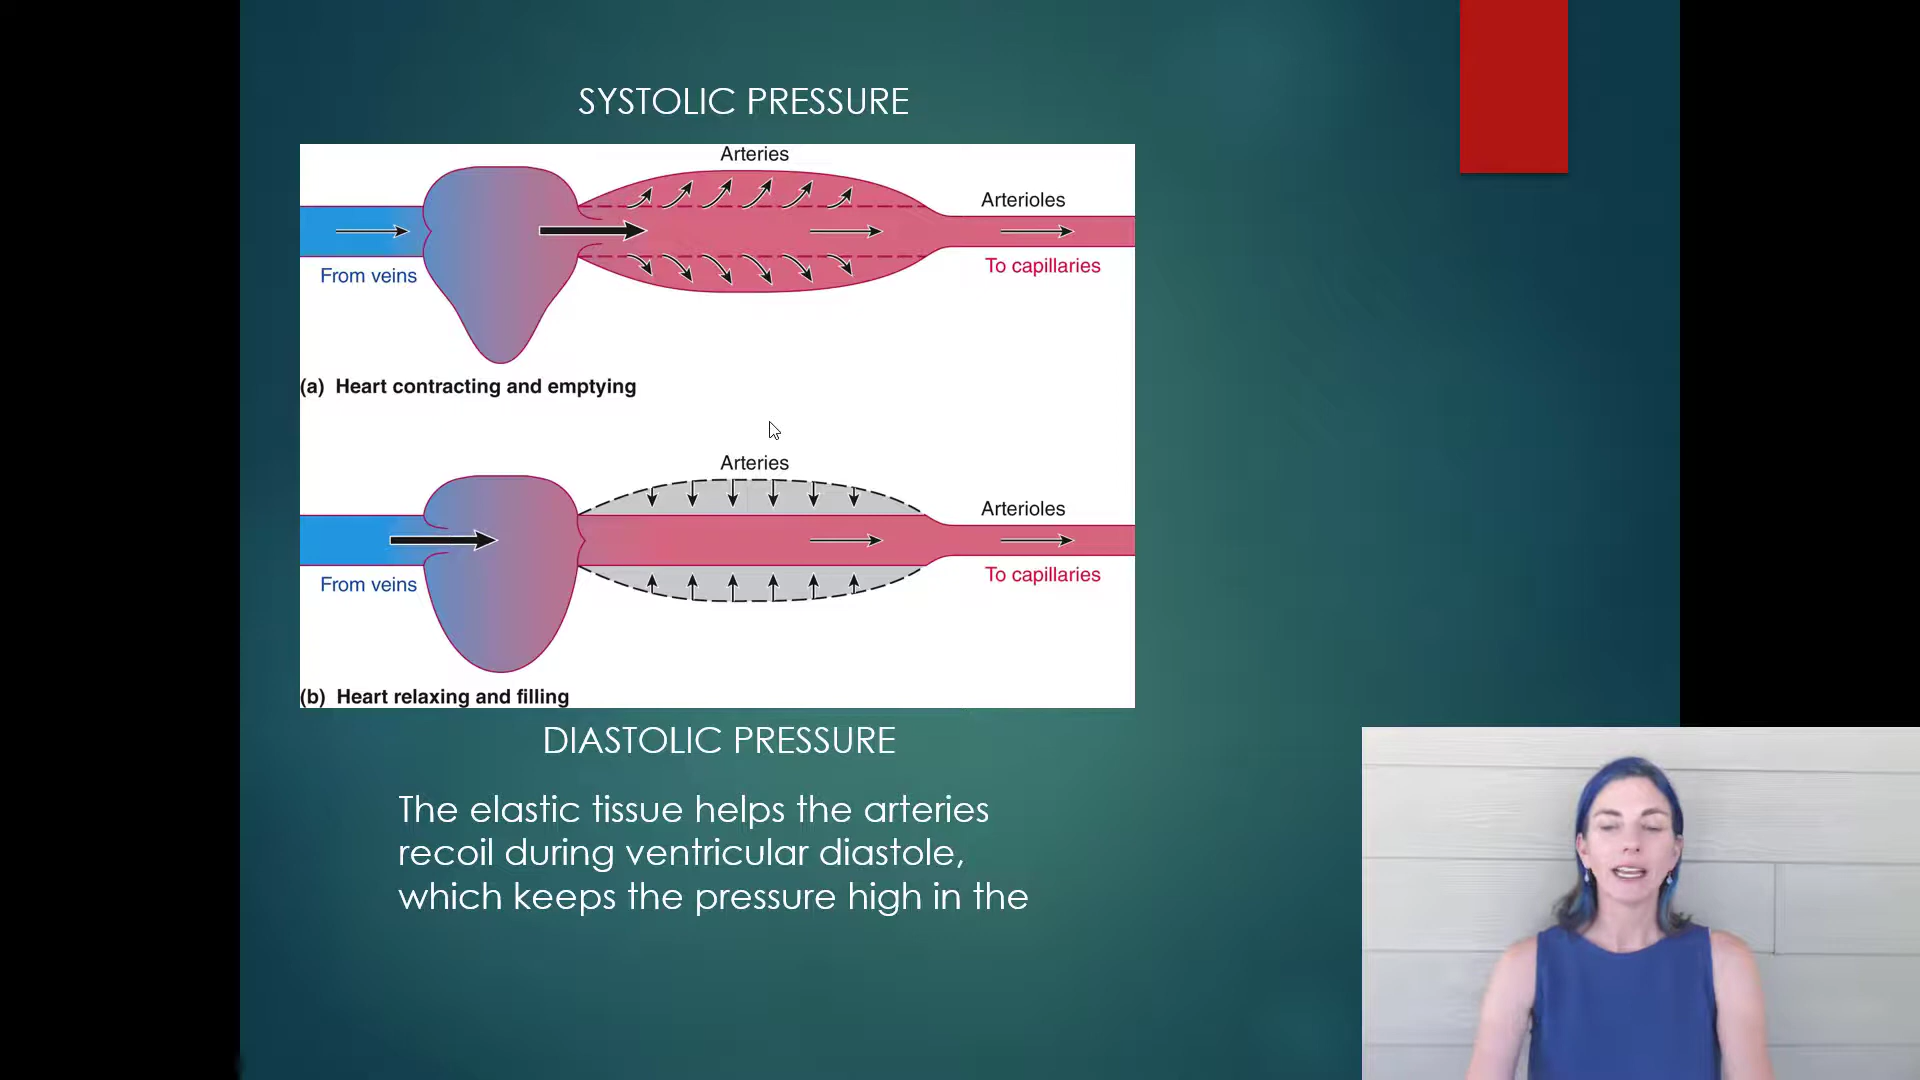 SYSTOLIC PRESSURE
Arteries
Arterioles
From veins
To capillaries
(a) Heart contracting and emptying
Arteries
Arterioles
From veins
To capillaries
(b) Heart relaxing and filling
DIASTOLIC PRESSURE
The elastic tissue helps the arteries
recoil during ventricular diastole,
which keeps the pressure high in the